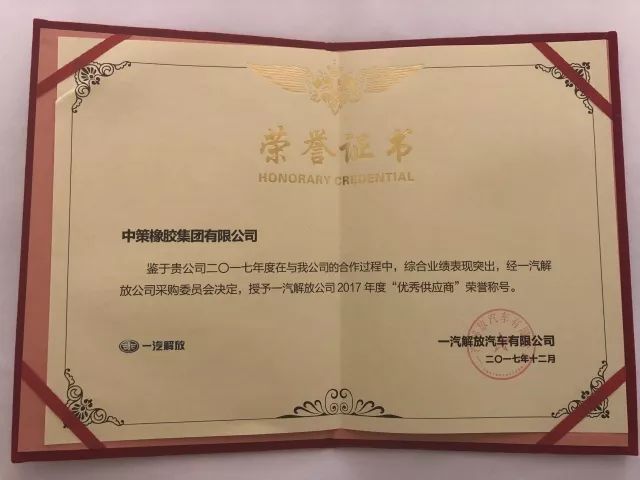 荣誉证书
HONORARY CREDENTIAL
中策橡胶集团有限公司
鉴于贵公司二〇一七年度在与我公司的合作过程中，综合业绩表现突出，经一汽解
放公司采购委员会决定，授予一汽解放公司 2017 年度“优秀供应商”荣誉称号。
一汽解放
一汽解放汽车有限公司
二〇一七年十二月